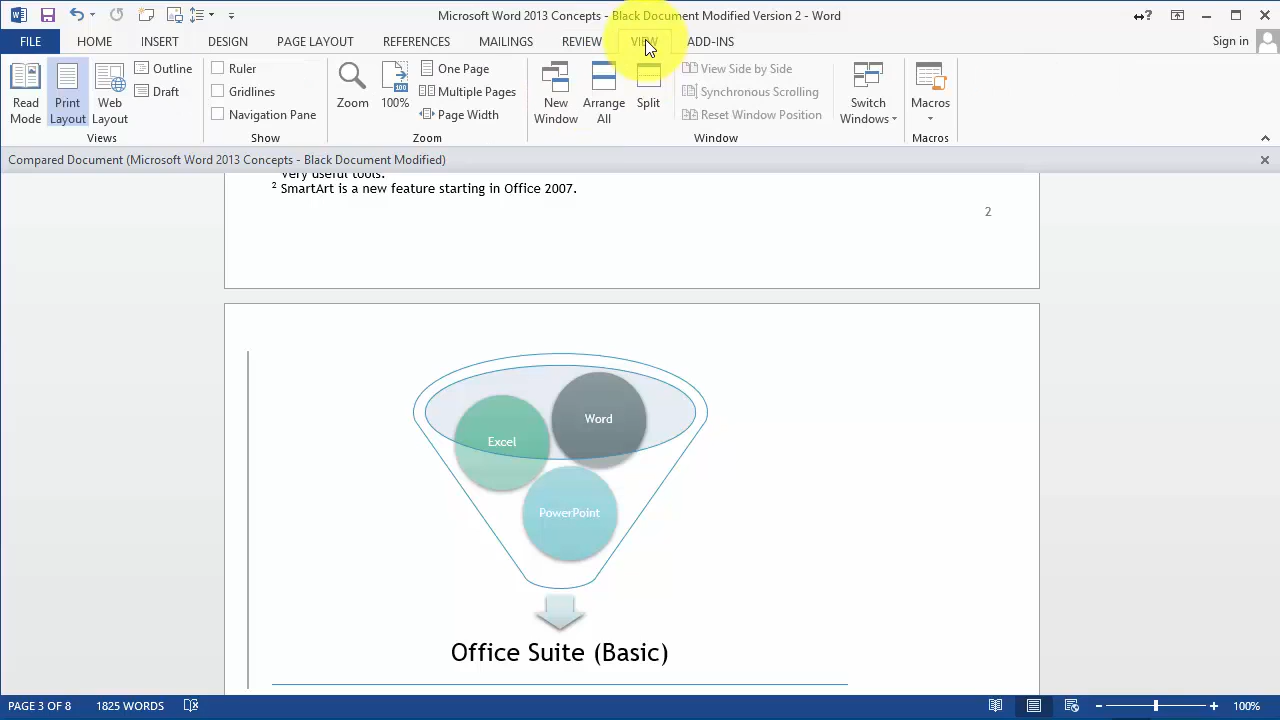 Microsoft Word 2013 Concepts - Black Document Modified Version 2 - Word
FILE HOME INSERT DESIGN PAGE LAYOUT REFERENCES MAILINGS REVIEW VIEW ADD-INS Sign in
Read Mode
Print Layout
Web Layout
Outline
Draft
Views
Ruler
Gridlines
Navigation Pane
Show
Zoom
100
100%
One Page
Multiple Pages
Page Width
Zoom
New Window
Arrange All
Split
View Side by Side
Synchronous Scrolling
Reset Window Position
Window
Switch Windows
Macros
Macros
Compared Document (Microsoft Word 2013 Concepts - Black Document Modified)
very useful tools.
2 SmartArt is a new feature starting in Office 2007.
2
Word
Excel
PowerPoint
Office Suite (Basic)
PAGE 3 OF 8 1825 WORDS 100%